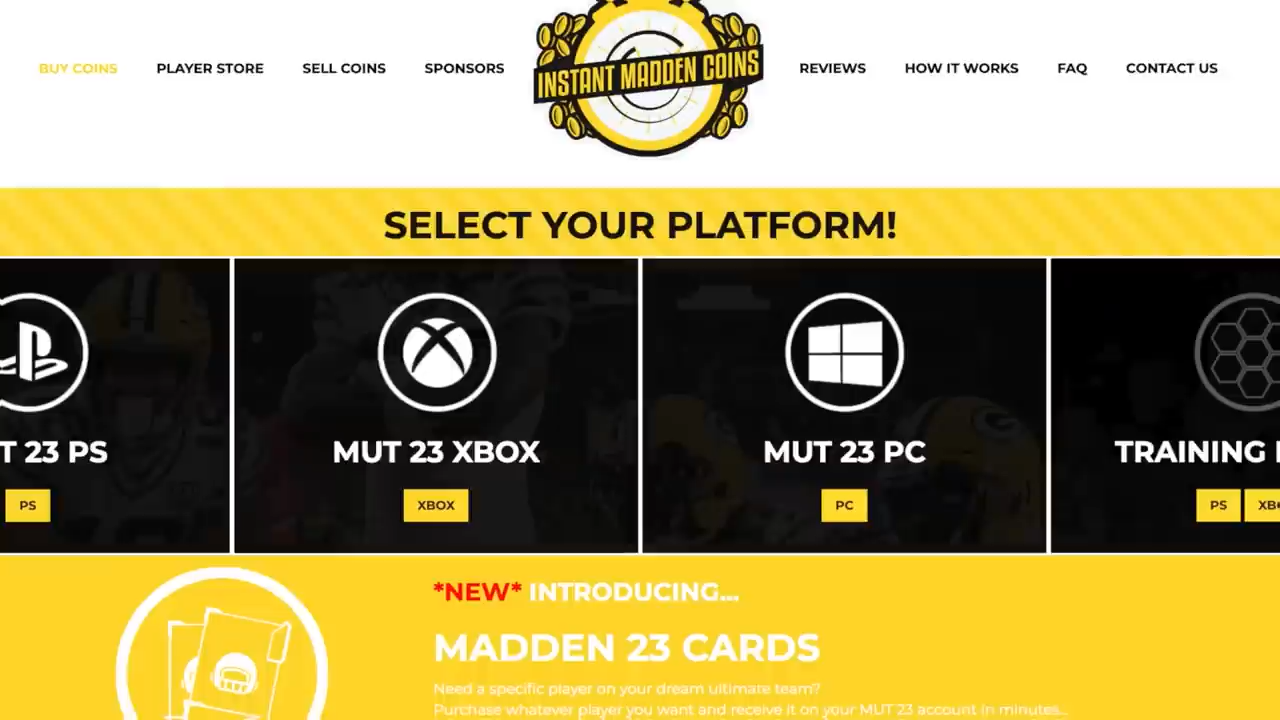 BUY COINS
PLAYER STORE
SELL COINS
SPONSORS
INSTANT MADDEN COINS
REVIEWS
HOW IT WORKS
FAQ
CONTACT US
SELECT YOUR PLATFORM!
T 23 PS
MUT 23 XBOX
MUT 23 PC
TRAINING
PS
XBOX
PC
PS
XB
*NEW* INTRODUCING...
MADDEN 23 CARDS
Need a specific player on your dream ultimate team?
Purchase whatever player you want and receive it on your MUT 23 account in minutes...